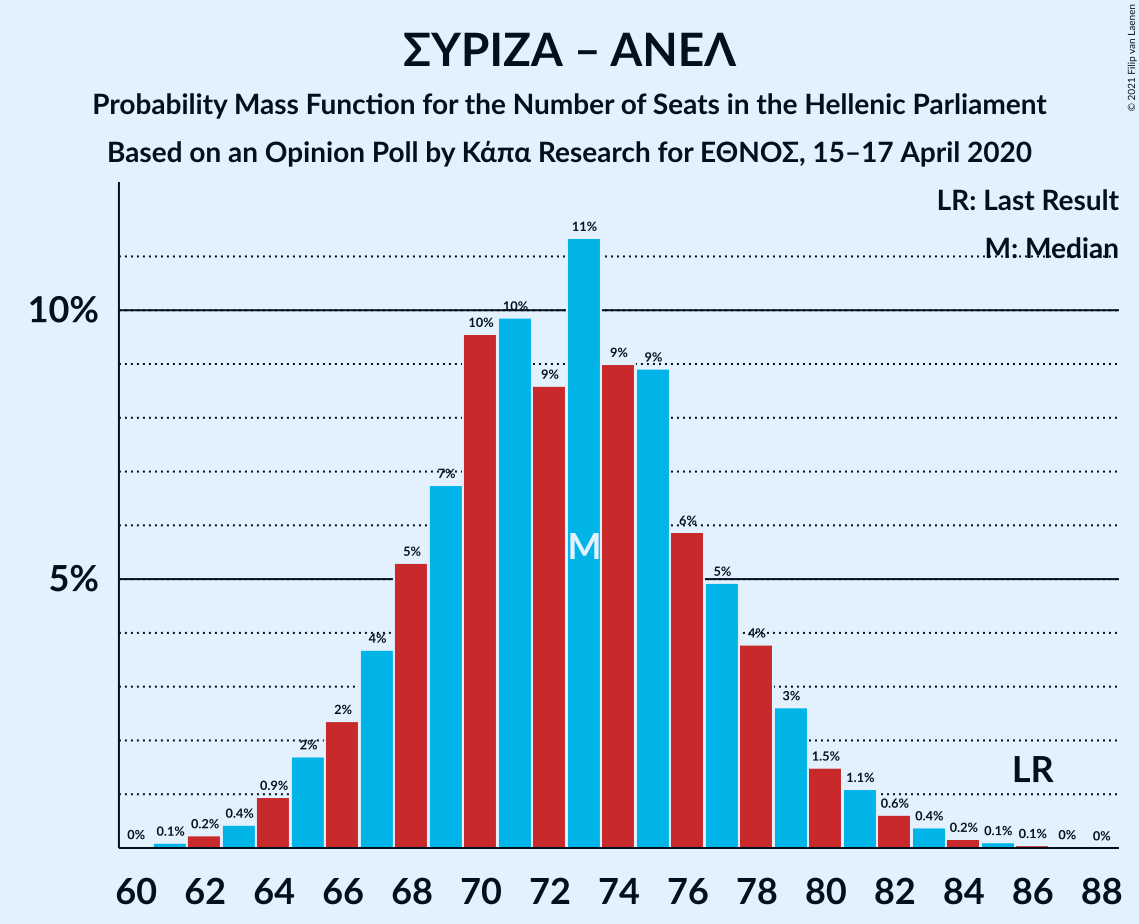 ΣΥΡΙΖΑ – ΑΝΕΛ
Probability Mass Function for the Number of Seats in the Hellenic Parliament
Based on an Opinion Poll by Κάπα Research for ΕΘΝΟΣ, 15–17 April 2020
© 2021 Filip van Laenen
LR: Last Result
M: Median
10%
5%
0% 0.1% 0.2% 0.4% 0.9% 2% 2% 4% 5% 7% 10% 10% 9% 11% 9% 9% 6% 5% 4% 3% 1.5% 1.1% 0.6% 0.4% 0.2% 0.1% 0.1% 0% 0%
M
LR
60 62 64 66 68 70 72 74 76 78 80 82 84 86 88